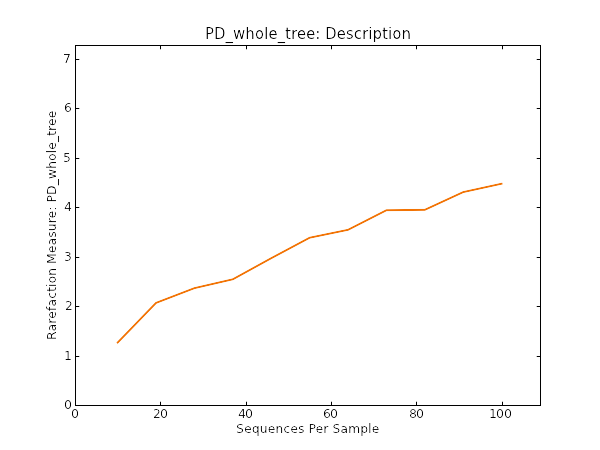 PD_whole_tree: Description
Rarefaction Measure: PD_whole_tree
7
6
5
4
3
2
1
0
0 20 40 60 80 100
Sequences Per Sample